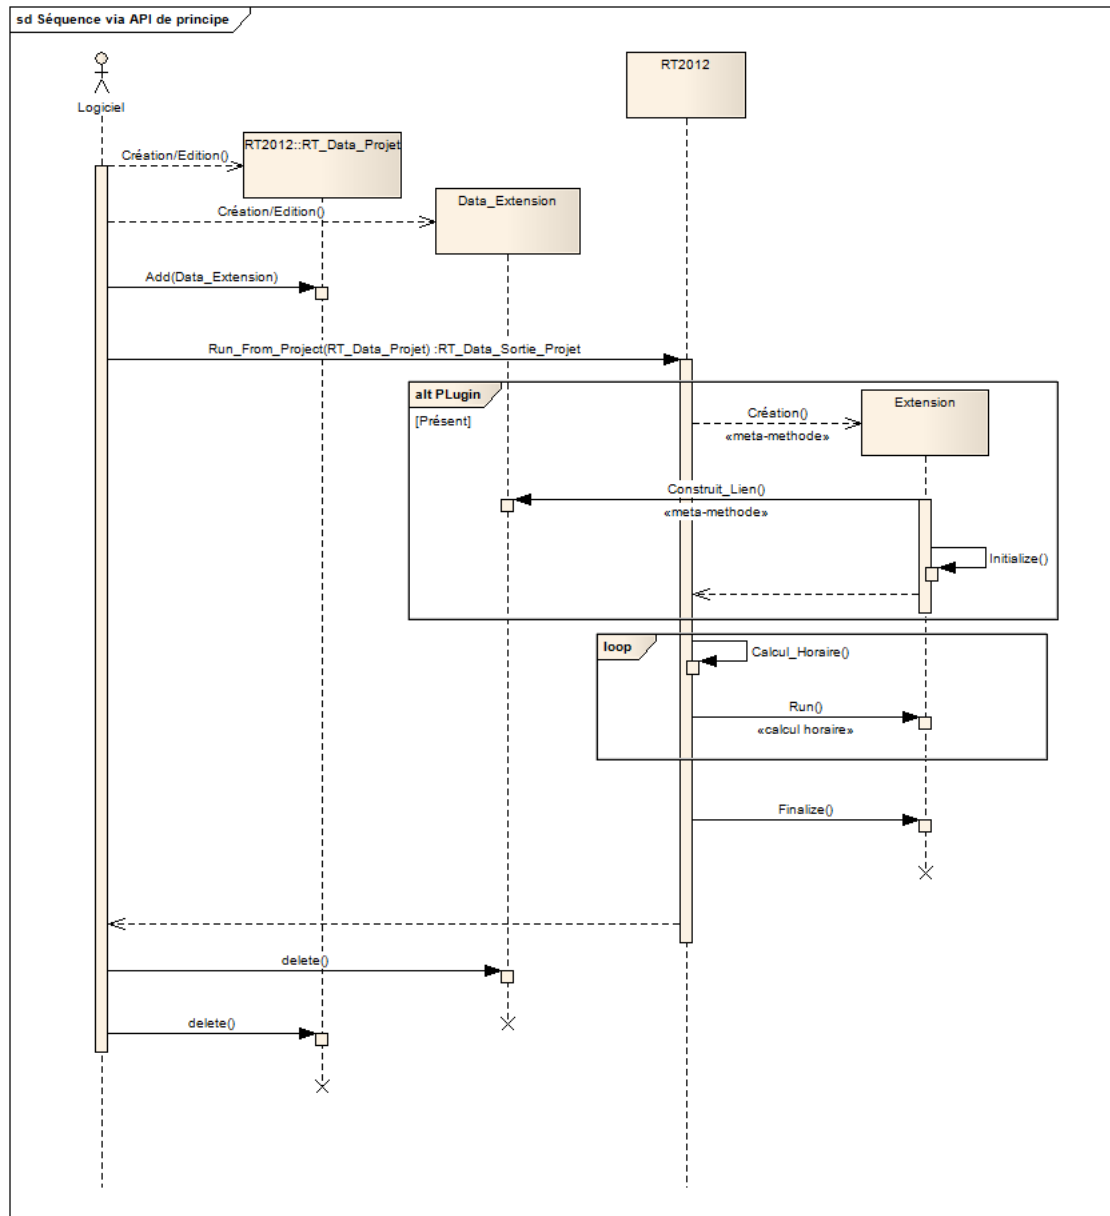 sd Séquence via API de principe
Logiciel
RT2012
Création/Edition()
RT2012::RT_Data_Projet
Création/Edition()
Data_Extension
Add(Data_Extension)
Run_From_Project(RT_Data_Projet) :RT_Data_Sortie_Projet
alt PLugin
[Présent]
Création()
«meta-methode»
Extension
Construit_Lien()
«meta-methode»
Initialize()
loop
Calcul_Horaire()
Run()
«calcul horaire»
Finalize()
delete()
delete()